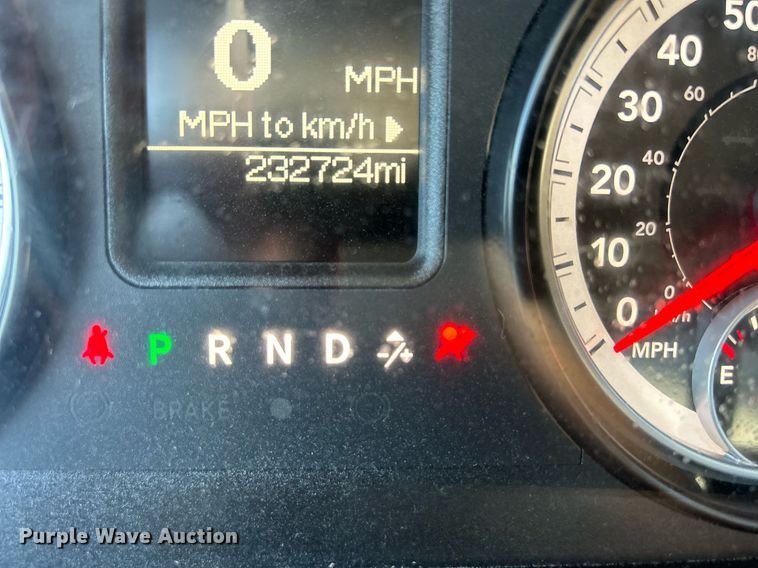 0
MPH
MPH to km/h
232724mi
P R N D -/+
BRAKE
50
40
30
20
10
0
MPH
80
60
40
20
0
km/h
E
Purple Wave Auction